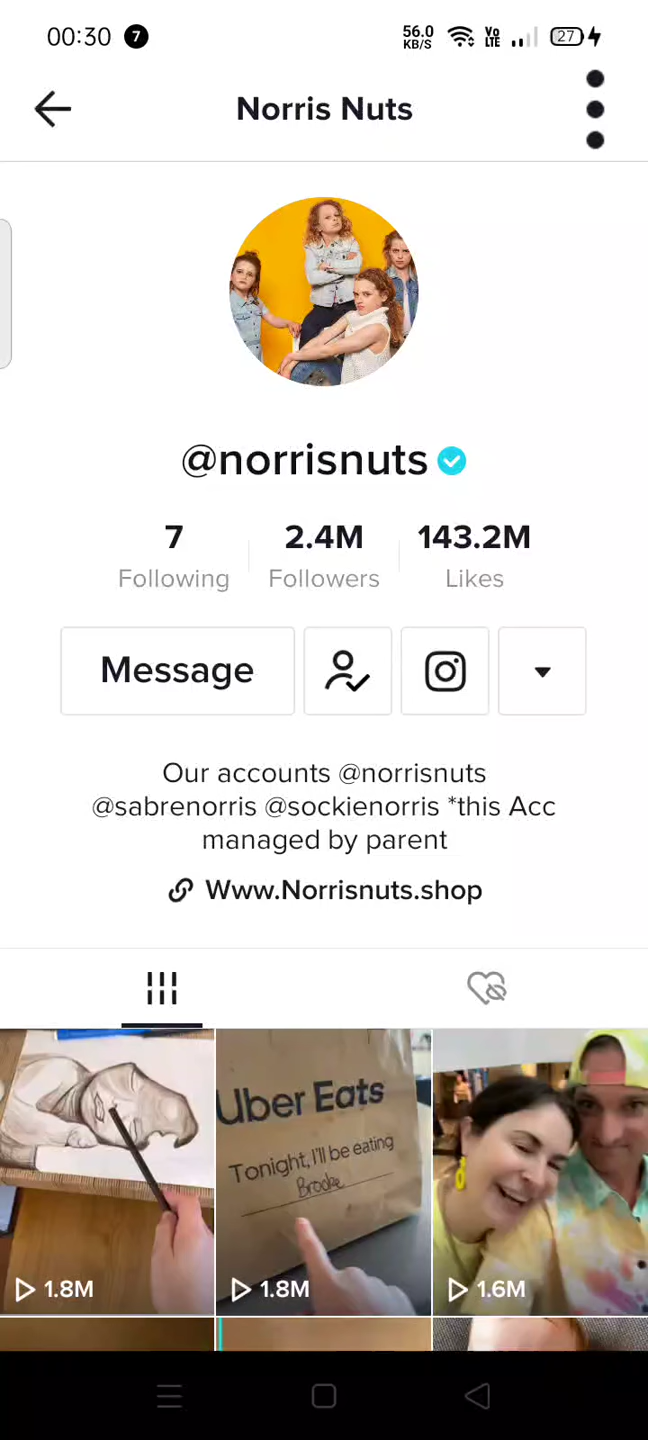 00:30 7 56.0 KB/S Vo LTE 27
Norris Nuts
@norrisnuts
7 2.4M 143.2M
Following Followers Likes
Message
Our accounts @norrisnuts
@sabrenorris @sockienorris *this Acc
managed by parent
Www.Norrisnuts.shop
Uber Eats
Tonight, I'll be eating
Brooke
1.8M 1.8M 1.6M